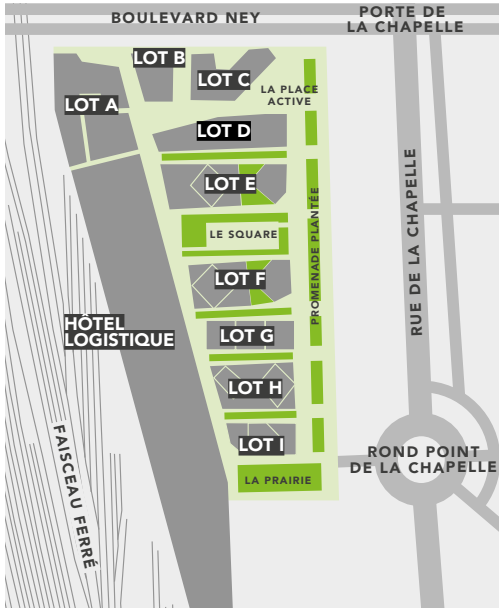 BOULEVARD NEY
PORTE DE
LA CHAPELLE
LOT B
LOT C
LOT A
LA PLACE
ACTIVE
LOT D
LOT E
LE SQUARE
PROMENADE PLANTÉE
RUE DE LA CHAPELLE
LOT F
HÔTEL
LOGISTIQUE
LOT G
LOT H
LOT I
FAISCEAU FERRÉ
ROND POINT
DE LA CHAPELLE
LA PRAIRIE